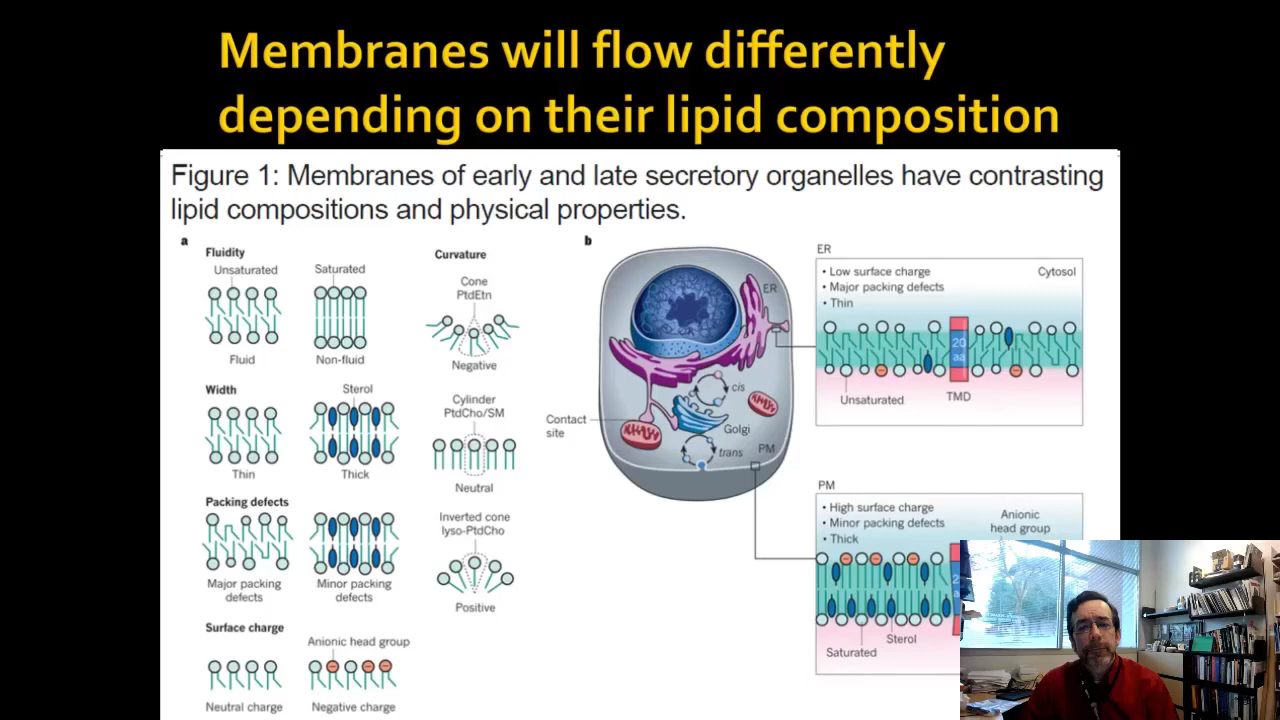 Membranes will flow differently
depending on their lipid composition
Figure 1: Membranes of early and late secretory organelles have contrasting
lipid compositions and physical properties.
a
Fluidity
Unsaturated
Saturated
Fluid
Non-fluid
Width
Sterol
Thin
Thick
Packing defects
Major packing
defects
Minor packing
defects
Surface charge
Anionic head group
Neutral charge
Negative charge
Curvature
Cone
PtdEtn
Negative
Cylinder
PtdCho/SM
Neutral
Inverted cone
lyso-PtdCho
Positive
b
ER
cis
Golgi
trans
PM
Contact
site
ER
• Low surface charge
• Major packing defects
• Thin
Cytosol
20
aa
Unsaturated
TMD
PM
• High surface charge
• Minor packing defects
• Thick
Anionic
head group
Sterol
Saturated